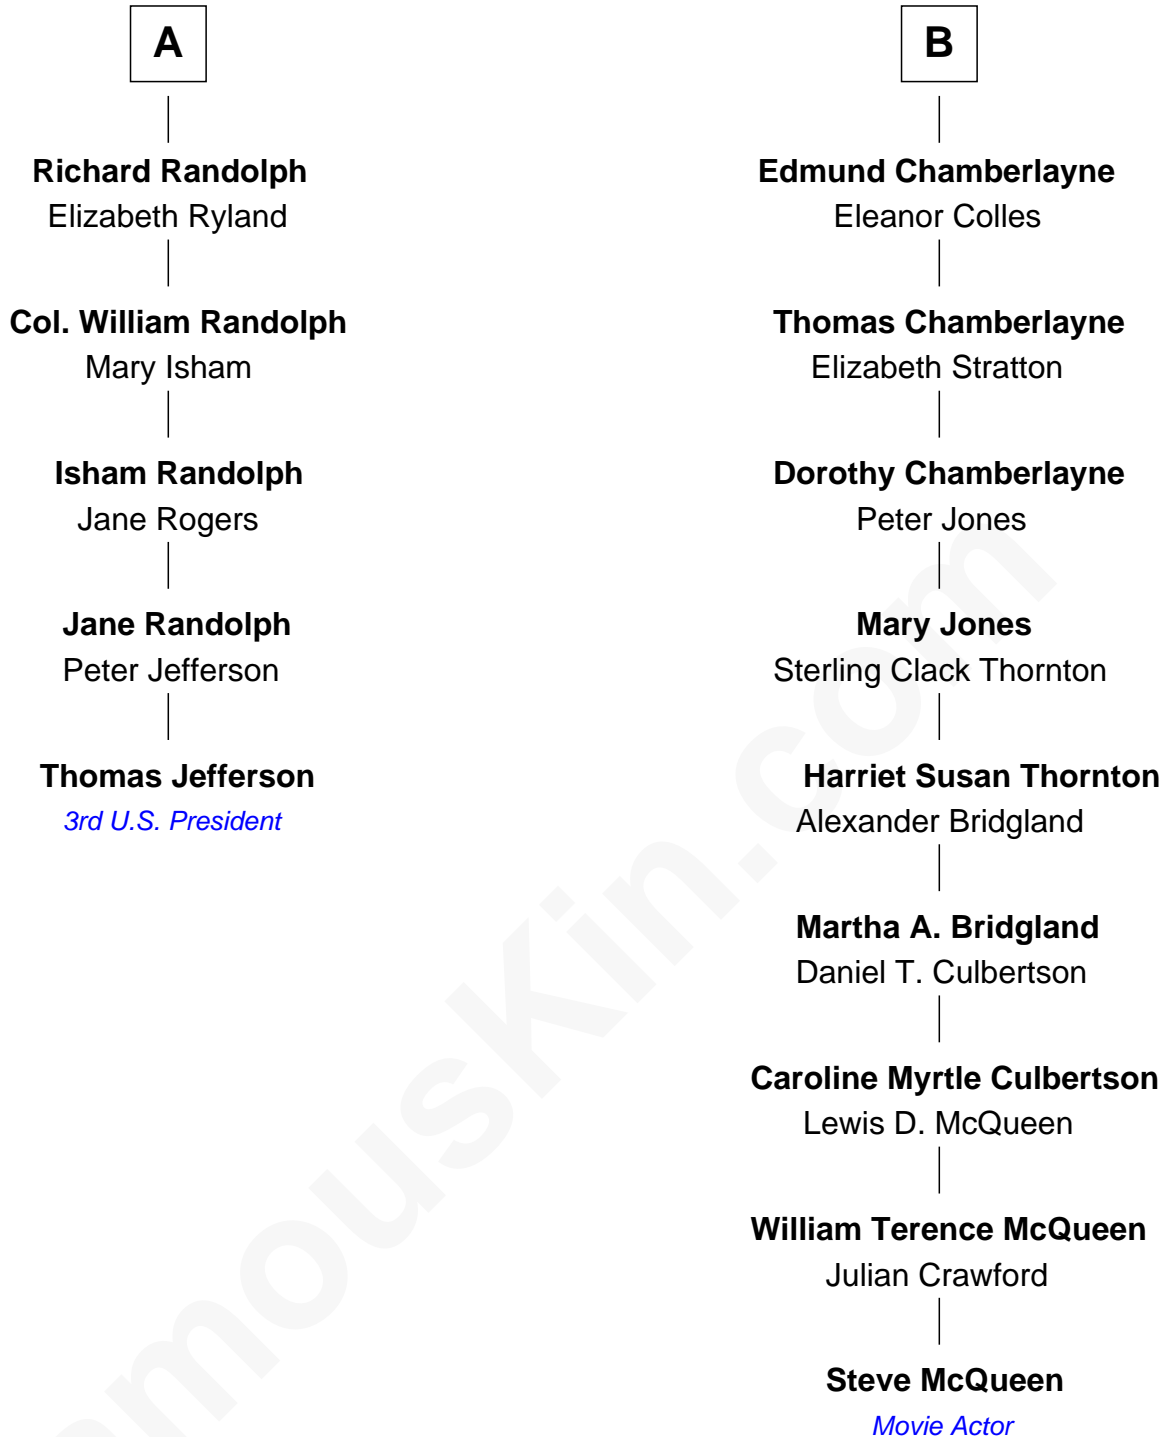 A
Richard Randolph
Elizabeth Ryland
Col. William Randolph
Mary Isham
Isham Randolph
Jane Rogers
Jane Randolph
Peter Jefferson
Thomas Jefferson
3rd U.S. President
B
Edmund Chamberlayne
Eleanor Colles
Thomas Chamberlayne
Elizabeth Stratton
Dorothy Chamberlayne
Peter Jones
Mary Jones
Sterling Clack Thornton
Harriet Susan Thornton
Alexander Bridgland
Martha A. Bridgland
Daniel T. Culbertson
Caroline Myrtle Culbertson
Lewis D. McQueen
William Terence McQueen
Julian Crawford
Steve McQueen
Movie Actor
amouskin.com